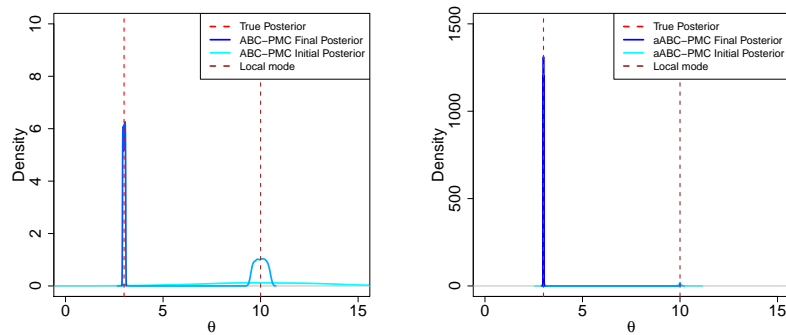 True Posterior
ABC−PMC Final Posterior
ABC−PMC Initial Posterior
Local mode
Density
10
8
6
4
2
0
0
5
10
15
θ
True Posterior
aABC−PMC Final Posterior
aABC−PMC Initial Posterior
Local mode
Density
1500
1000
500
0
0
5
10
15
θ